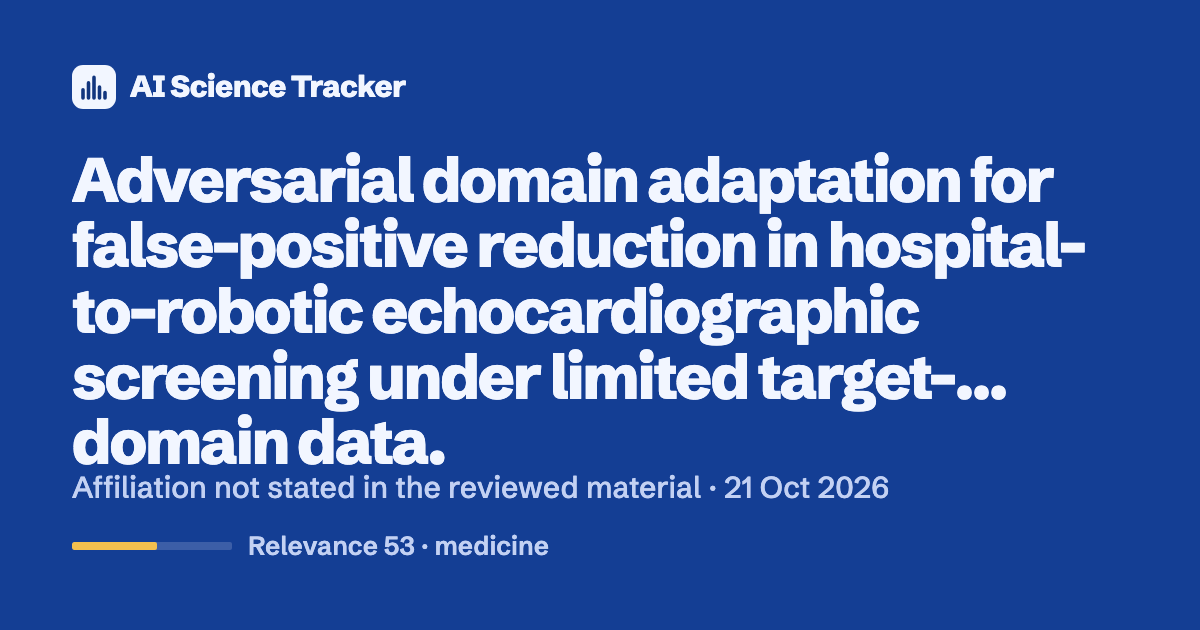 AI Science Tracker
Adversarial domain adaptation for
false-positive reduction in hospital-
to-robotic echocardiographic
screening under limited target-...
domain data.
Affiliation not stated in the reviewed material · 21 Oct 2026
Relevance 53 · medicine